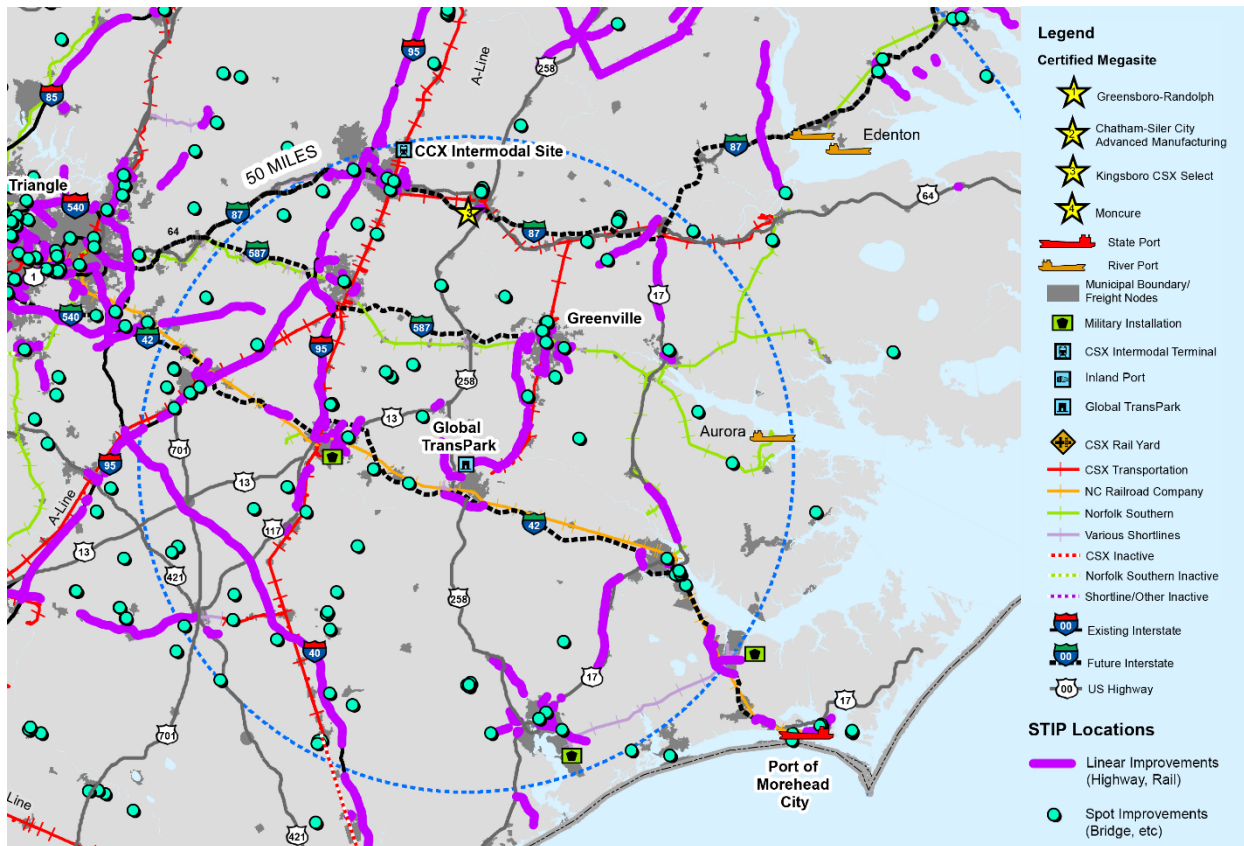 95
A-Line
258
85
50 MILES
CCX Intermodal Site
Edenton
87
Triangle
540
87
3
64
64
87
587
1
17
540
42
587
Greenville
95
258
13
Global
TransPark
Aurora
701
95
13
A-Line
42
117
13
421
258
40
17
17
701
Port of
Morehead
City
Line
421
Legend
Certified Megasite
1 Greensboro-Randolph
2 Chatham-Siler City
Advanced Manufacturing
3 Kingsboro CSX Select
4 Moncure
State Port
River Port
Municipal Boundary/
Freight Nodes
Military Installation
CSX Intermodal Terminal
Inland Port
Global TransPark
CSX Rail Yard
CSX Transportation
NC Railroad Company
Norfolk Southern
Various Shortlines
CSX Inactive
Norfolk Southern Inactive
Shortline/Other Inactive
00 Existing Interstate
00 Future Interstate
00 US Highway
STIP Locations
Linear Improvements
(Highway, Rail)
Spot Improvements
(Bridge, etc)